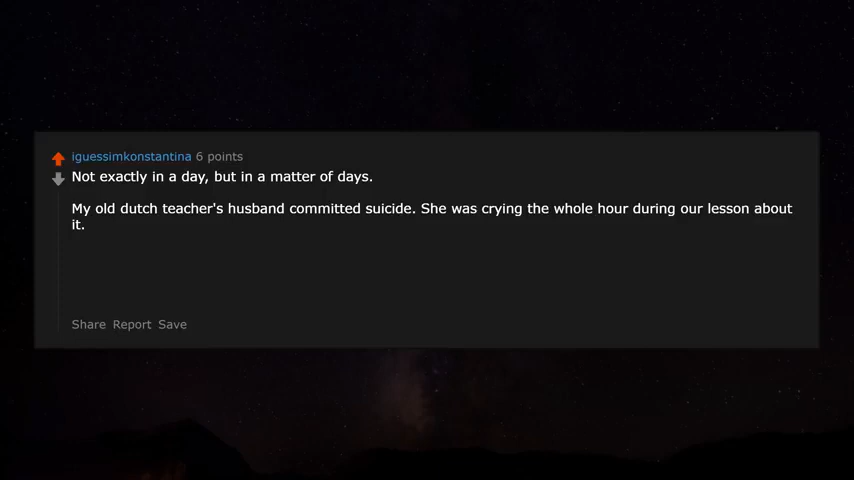 iguessimkonstantina 6 points
Not exactly in a day, but in a matter of days.
My old dutch teacher's husband committed suicide. She was crying the whole hour during our lesson about
it.
Share Report Save